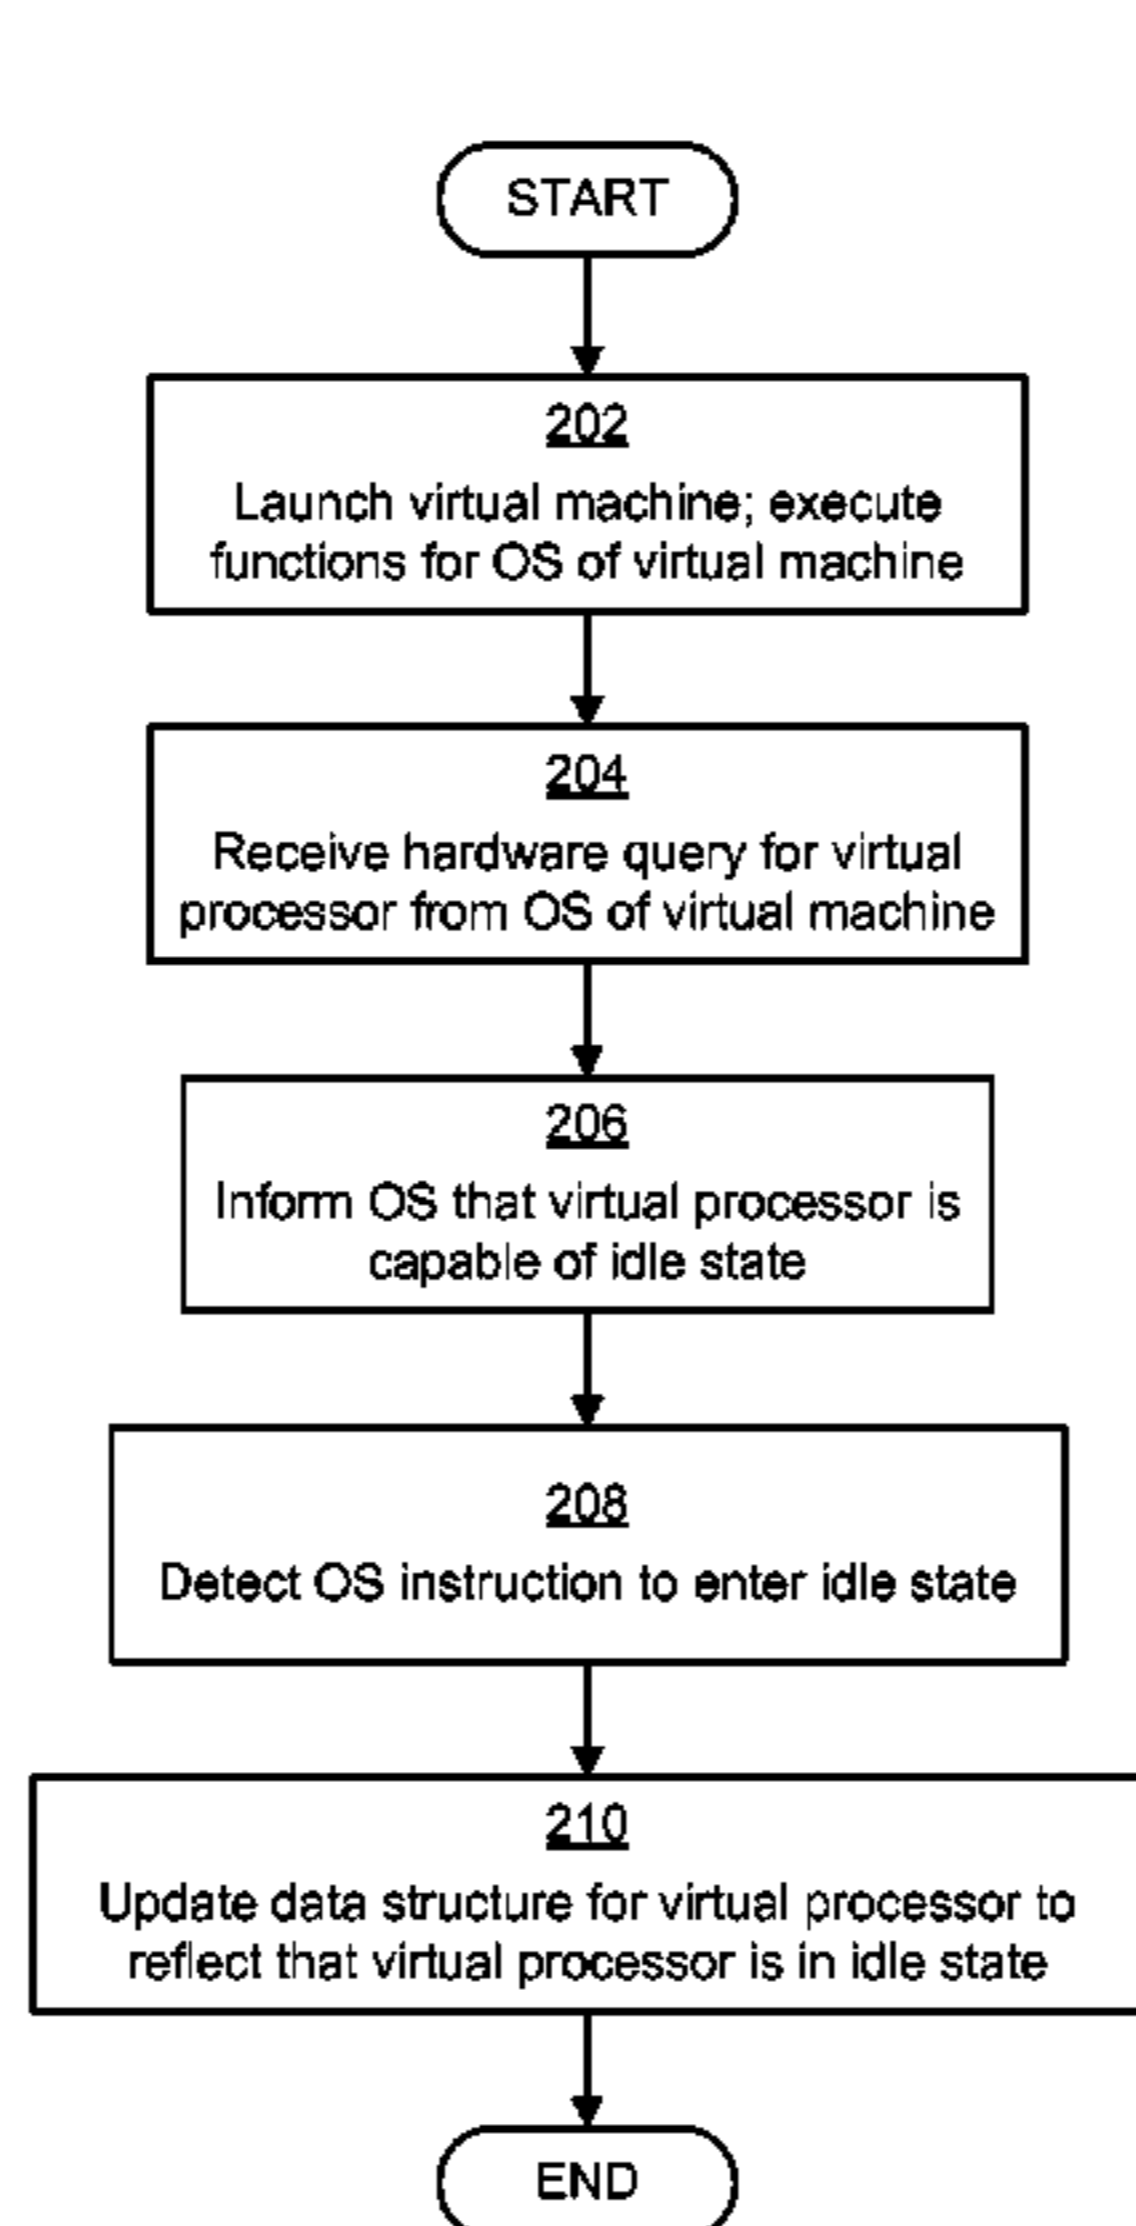 START
202
Launch virtual machine; execute
functions for OS of virtual machine
204
Receive hardware query for virtual
processor from OS of virtual machine
206
Inform OS that virtual processor is
capable of idle state
208
Detect OS instruction to enter idle state
210
Update data structure for virtual processor to
reflect that virtual processor is in idle state
END